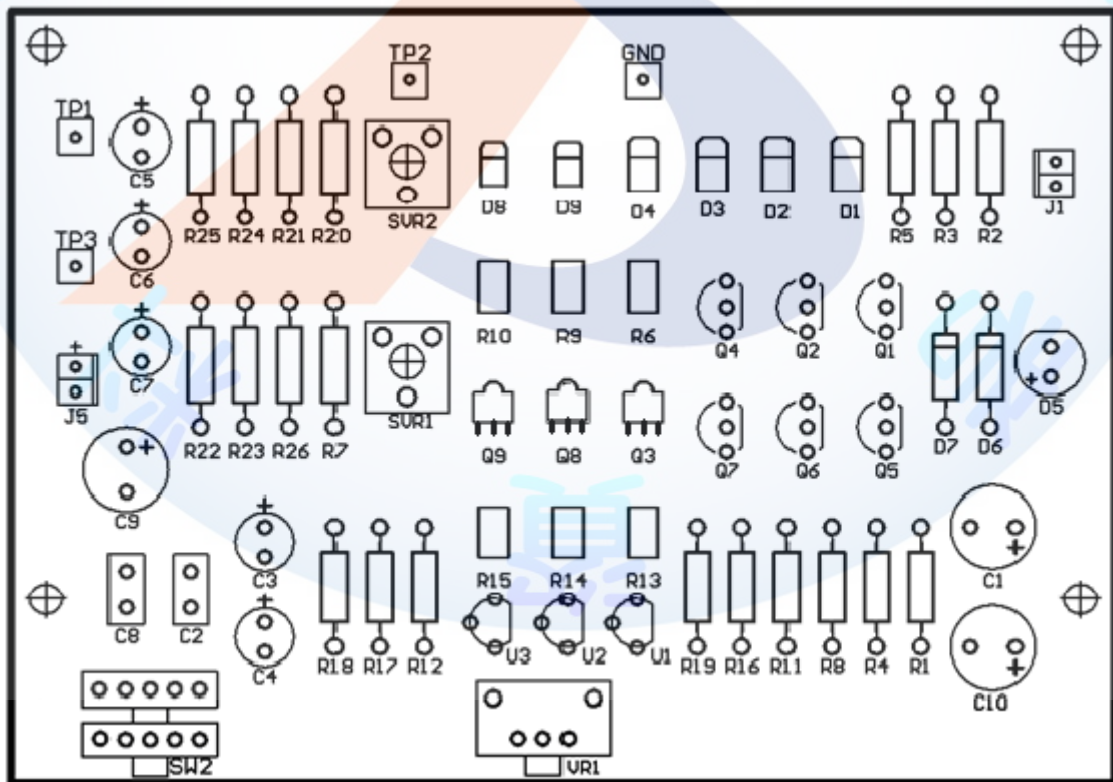 TP2 GND
TP1
C5 D8 D9 D4 D3 D2 D1 J1
R25 R24 R21 R20 SVR2 R5 R3 R2
TP3
C6
R10 R9 R6 Q4 Q2 Q1
C7
J5 SVR1 D5
R22 R23 R26 R7 Q9 Q8 Q3 Q7 Q6 Q5 D7 D6
C9
C3 R15 R14 R13 C1
C8 C2
R18 R17 R12 U3 U2 U1 R19 R16 R11 R8 R4 R1
C4
C10
SW2 VR1